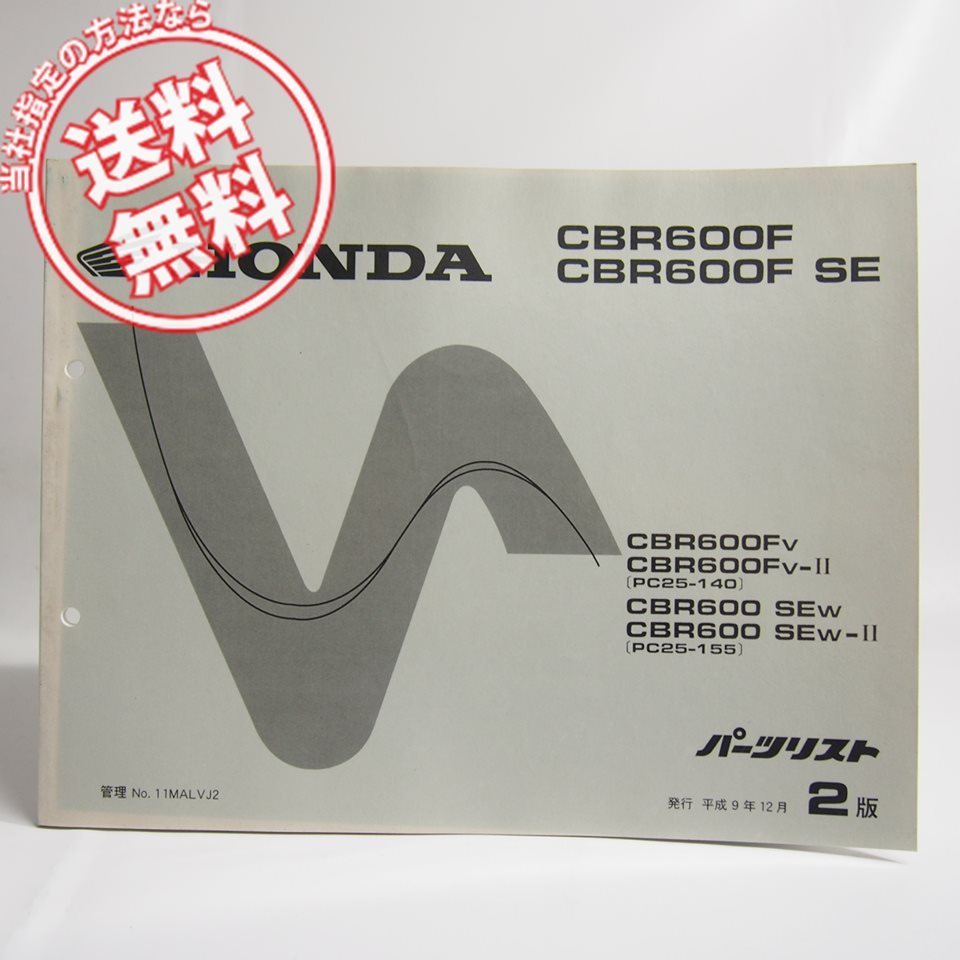 当社指定の方法なら
送料
無料
HONDA
CBR600F
CBR600F SE
CBR600FV
CBR600FV-II
(PC25-140)
CBR600 SEW
CBR600 SEW-II
(PC25-155)
パーツリスト
管理 No. 11MALVJ2
発行 平成9年12月 2版